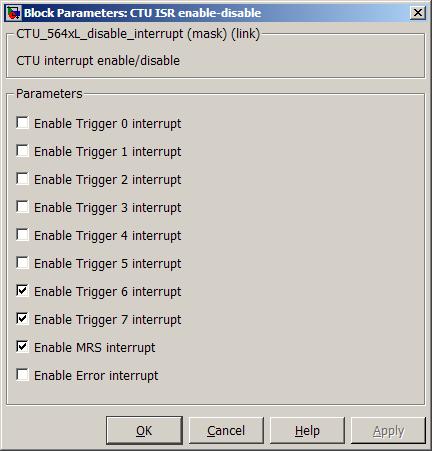 Block Parameters: CTU ISR enable-disable
CTU_564xL_disable_interrupt (mask) (link)
CTU interrupt enable/disable
Parameters
Enable Trigger 0 interrupt
Enable Trigger 1 interrupt
Enable Trigger 2 interrupt
Enable Trigger 3 interrupt
Enable Trigger 4 interrupt
Enable Trigger 5 interrupt
Enable Trigger 6 interrupt
Enable Trigger 7 interrupt
Enable MRS interrupt
Enable Error interrupt
OK Cancel Help Apply